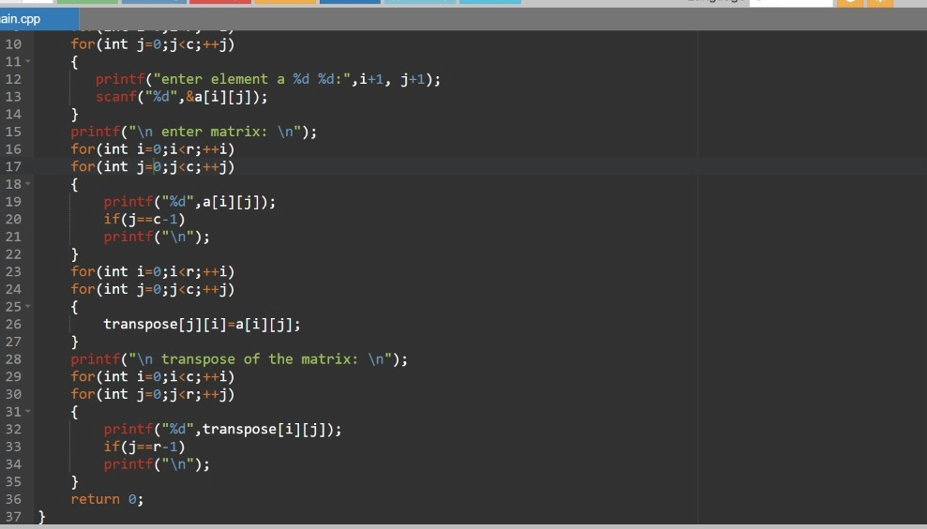 main.cpp
10 for(int j=0;j<c;++j)
11 {
12 printf("enter element a %d %d:",i+1, j+1);
13 scanf("%d",&a[i][j]);
14 }
15 printf("\n enter matrix: \n");
16 for(int i=0;i<r;++i)
17 for(int j=0;j<c;++j)
18 {
19 printf("%d",a[i][j]);
20 if(j==c-1)
21 printf("\n");
22 }
23 for(int i=0;i<r;++i)
24 for(int j=0;j<c;++j)
25 {
26 transpose[j][i]=a[i][j];
27 }
28 printf("\n transpose of the matrix: \n");
29 for(int i=0;i<c;++i)
30 for(int j=0;j<r;++j)
31 {
32 printf("%d",transpose[i][j]);
33 if(j==r-1)
34 printf("\n");
35 }
36 return 0;
37 }